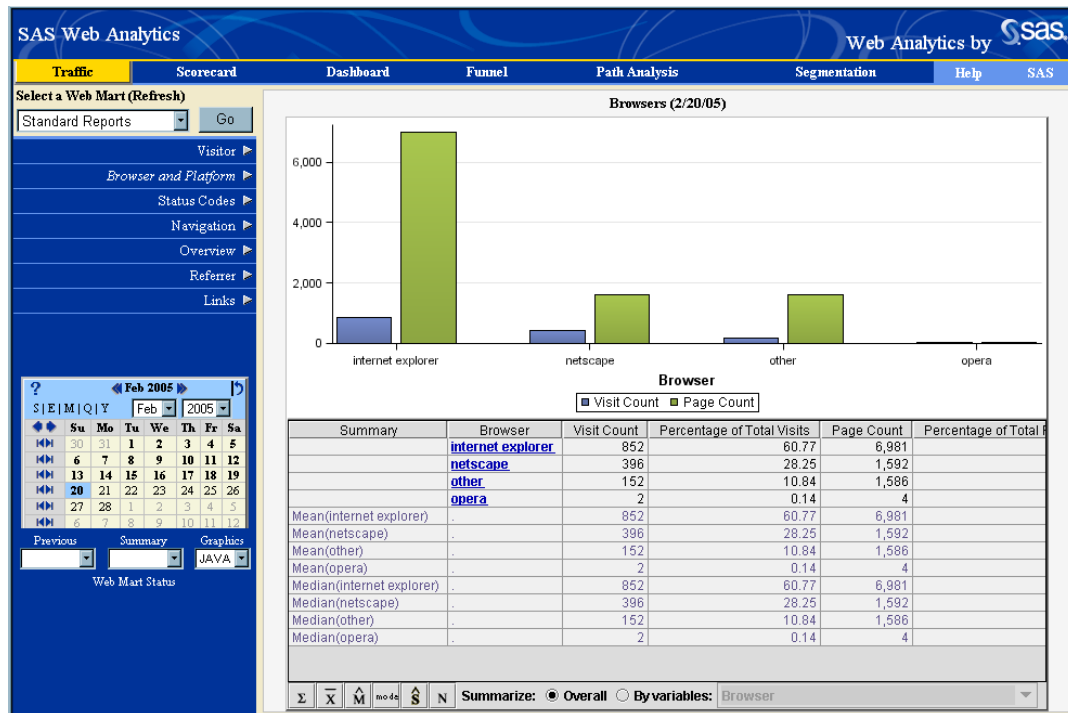 SAS Web Analytics
Web Analytics by sas.
Traffic Scorecard Dashboard Funnel Path Analysis Segmentation Help SAS
Select a Web Mart (Refresh)
Standard Reports Go
Visitor
Browser and Platform
Status Codes
Navigation
Overview
Referrer
Links
? Feb 2005
S|E|M|Q|Y Feb 2005
Su Mo Tu We Th Fr Sa
30 31 1 2 3 4 5
6 7 8 9 10 11 12
13 14 15 16 17 18 19
20 21 22 23 24 25 26
27 28 1 2 3 4 5
6 7 8 9 10 11 12
Previous Summary Graphics
JAVA
Web Mart Status
Browsers (2/20/05)
6,000
4,000
2,000
0
internet explorer netscape other opera
Browser
Visit Count Page Count
Summary Browser Visit Count Percentage of Total Visits Page Count Percentage of Total
internet explorer 852 60.77 6,981
netscape 396 28.25 1,592
other 152 10.84 1,586
opera 2 0.14 4
Mean(internet explorer) . 852 60.77 6,981
Mean(netscape) . 396 28.25 1,592
Mean(other) . 152 10.84 1,586
Mean(opera) . 2 0.14 4
Median(internet explorer) . 852 60.77 6,981
Median(netscape) . 396 28.25 1,592
Median(other) . 152 10.84 1,586
Median(opera) . 2 0.14 4
Σ X̅ M̂ mode Ŝ N Summarize: Overall By variables: Browser